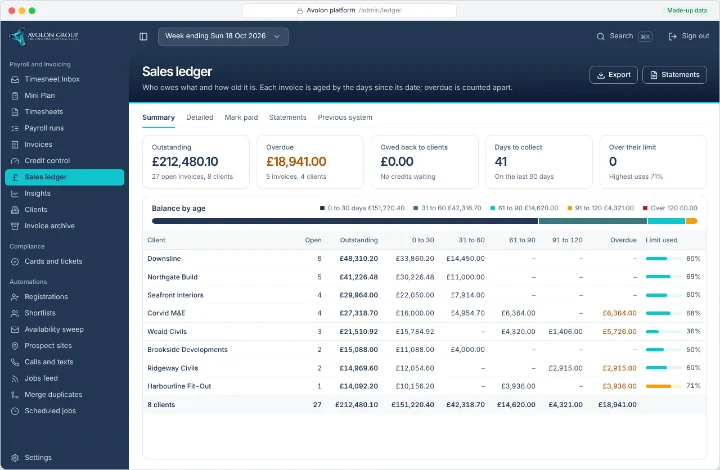 Avolon platform /admin/ledger
Made-up data
AVOLON GROUP
Week ending Sun 18 Oct 2026
Search ⌘K
Sign out
Payroll and Invoicing
Timesheet Inbox
Mini Plan
Timesheets
Payroll runs
Invoices
Credit control
Sales ledger
Insights
Clients
Invoice archive
Compliance
Cards and tickets
Automations
Registrations
Shortlists
Availability sweep
Prospect sites
Calls and texts
Jobs feed
Merge duplicates
Scheduled jobs
Settings
Sales ledger
Who owes what and how old it is. Each invoice is aged by the days since its date; overdue is counted apart.
Export
Statements
Summary Detailed Mark paid Statements Previous system
Outstanding
£212,480.10
27 open invoices, 8 clients
Overdue
£18,941.00
5 invoices, 4 clients
Owed back to clients
£0.00
No credits waiting
Days to collect
41
On the last 90 days
Over their limit
0
Highest uses 71%
Balance by age
0 to 30 days £151,220.40 31 to 60 £42,318.70 61 to 90 £14,620.00 91 to 120 £4,321.00 Over 120 £0.00
Client Open Outstanding 0 to 30 31 to 60 61 to 90 91 to 120 Overdue Limit used
Downsline 6 £48,310.20 £33,860.20 £14,450.00 – – – 60%
Northgate Build 5 £41,226.48 £30,226.48 £11,000.00 – – – 69%
Seafront Interiors 4 £29,964.00 £22,050.00 £7,914.00 – – – 60%
Corvid M&E 4 £27,318.70 £16,000.00 £4,954.70 £6,364.00 – £6,364.00 68%
Weald Civils 3 £21,510.92 £15,784.92 – £4,320.00 £1,406.00 £5,726.00 36%
Brookside Developments 2 £15,088.00 £11,088.00 £4,000.00 – – – 50%
Ridgeway Civils 2 £14,969.60 £12,054.60 – – £2,915.00 £2,915.00 60%
Harbourline Fit-Out 1 £14,092.20 £10,156.20 – £3,936.00 – £3,936.00 71%
8 clients 27 £212,480.10 £151,220.40 £42,318.70 £14,620.00 £4,321.00 £18,941.00